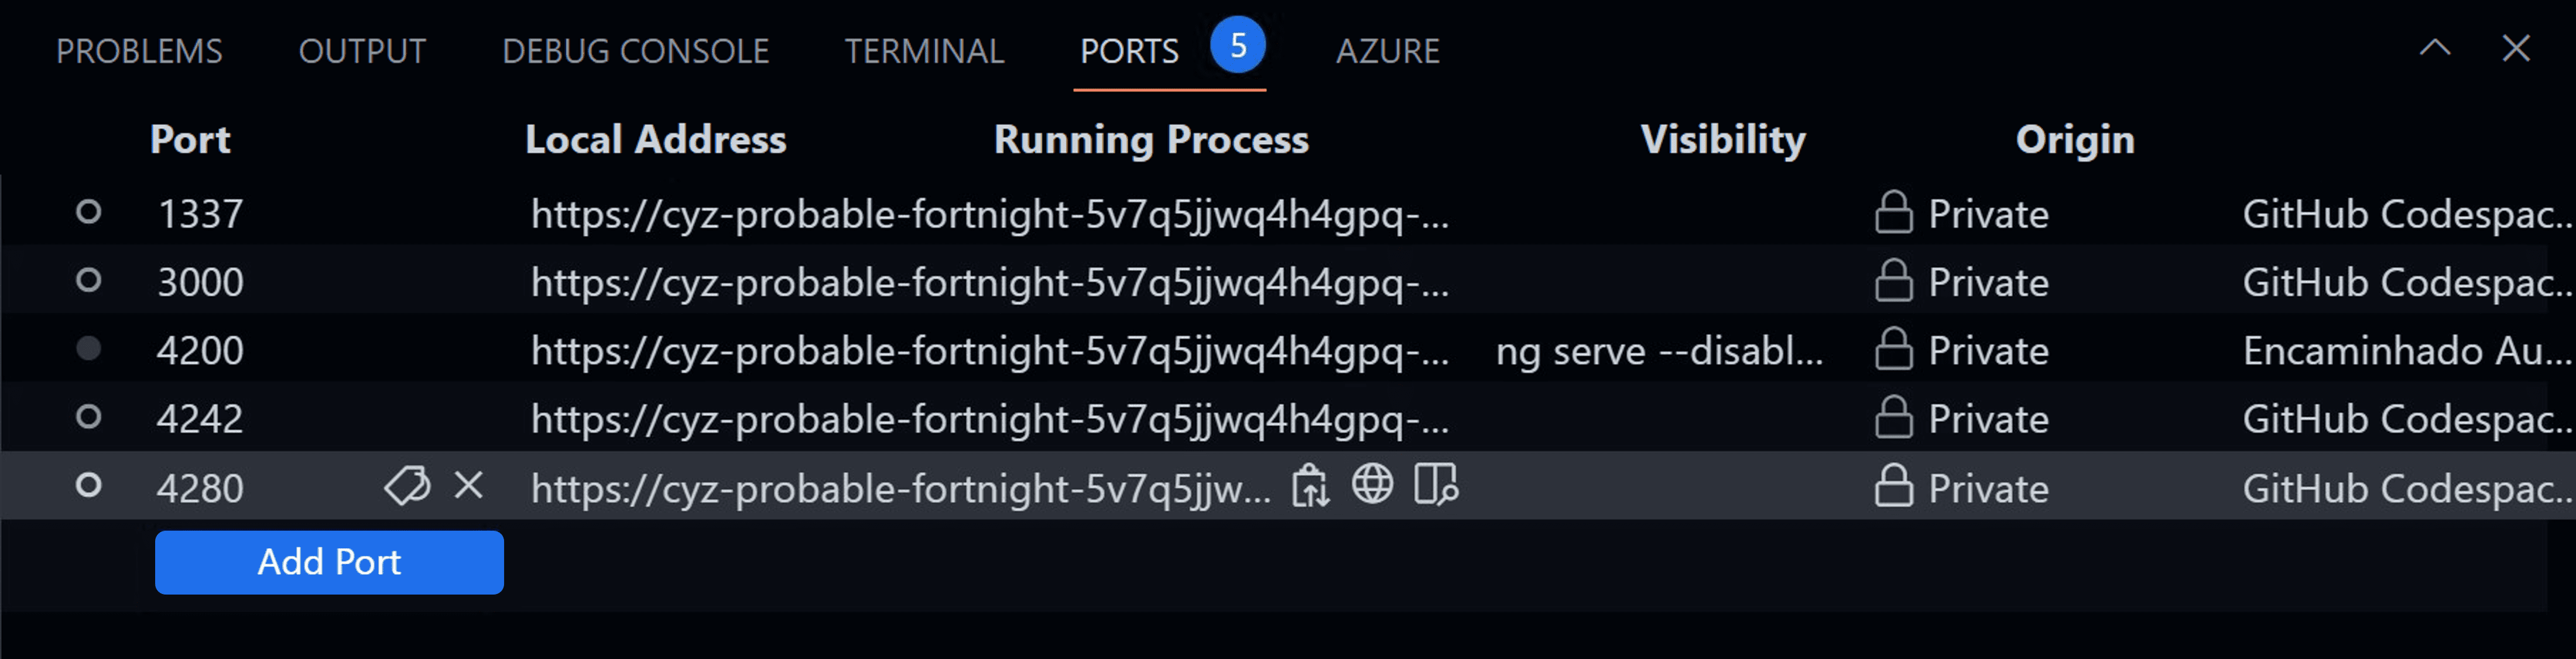 PROBLEMS OUTPUT DEBUG CONSOLE TERMINAL PORTS 5 AZURE
Port Local Address Running Process Visibility Origin
1337 https://cyz-probable-fortnight-5v7q5jjwq4h4gpq-... Private GitHub Codespac...
3000 https://cyz-probable-fortnight-5v7q5jjwq4h4gpq-... Private GitHub Codespac...
4200 https://cyz-probable-fortnight-5v7q5jjwq4h4gpq-... ng serve --disabl... Private Encaminhado Au...
4242 https://cyz-probable-fortnight-5v7q5jjwq4h4gpq-... Private GitHub Codespac...
4280 https://cyz-probable-fortnight-5v7q5jjw... Private GitHub Codespac...
Add Port